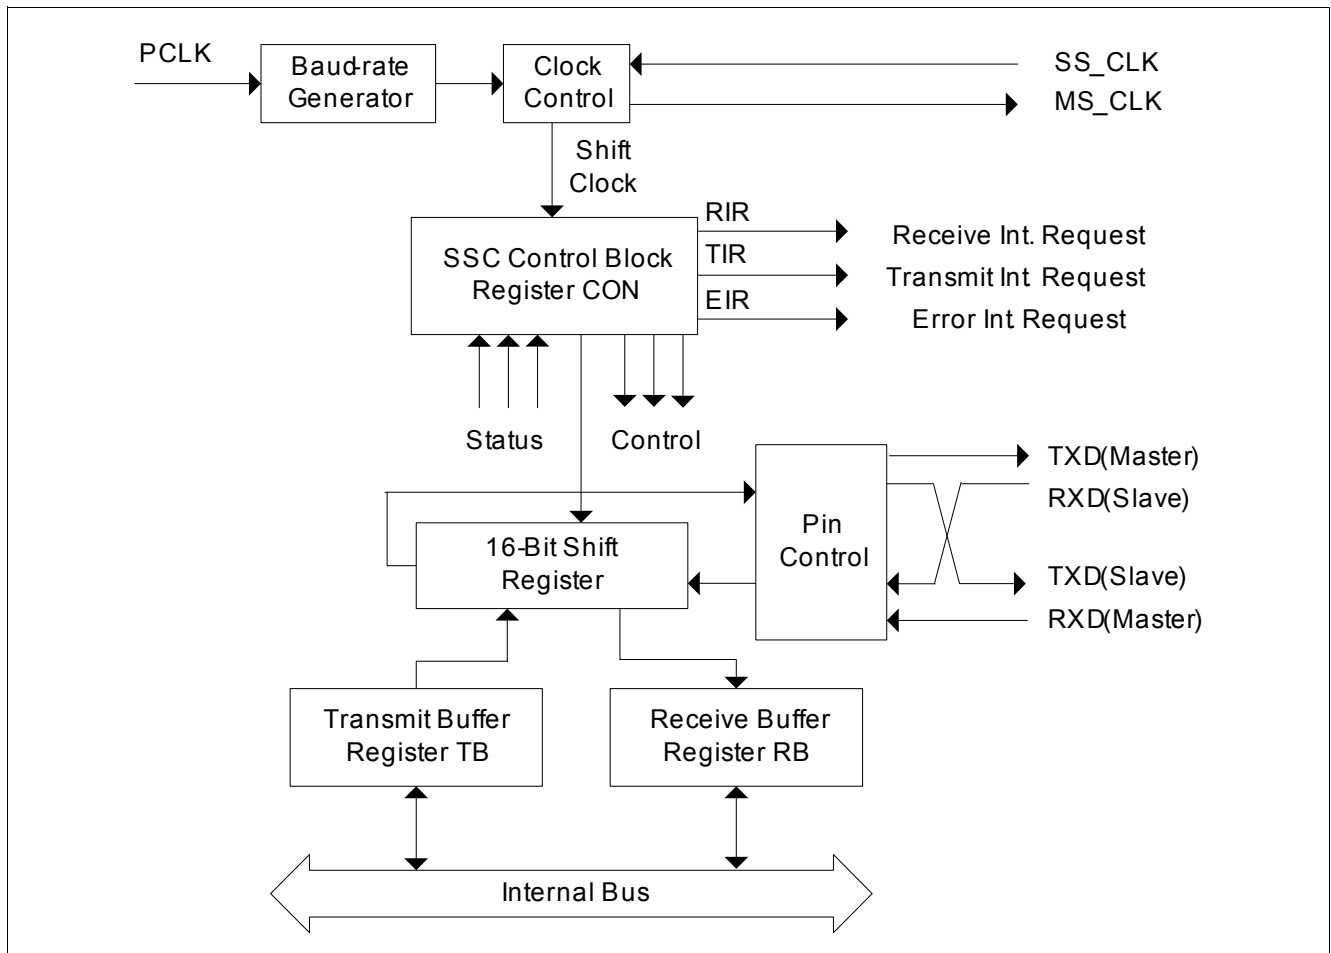 PCLK
Baud-rate
Generator
Clock
Control
SS_CLK
MS_CLK
Shift
Clock
SSC Control Block
Register CON
RIR
TIR
EIR
Receive Int. Request
Transmit Int. Request
Error Int. Request
Status
Control
16-Bit Shift
Register
Pin
Control
TXD(Master)
RXD(Slave)
TXD(Slave)
RXD(Master)
Transmit Buffer
Register TB
Receive Buffer
Register RB
Internal Bus